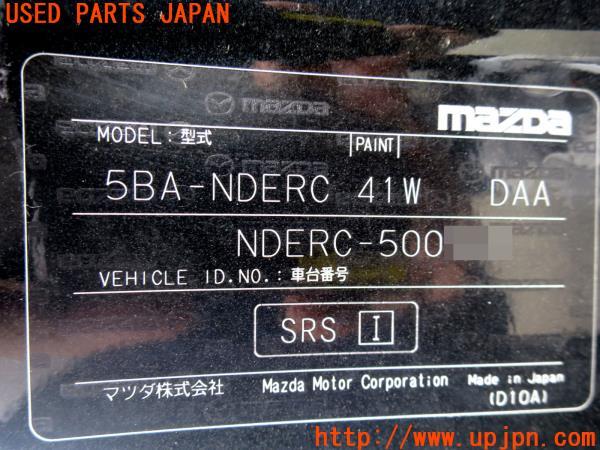 USED PARTS JAPAN
mazda
mazda
MODEL : 型式 PAINT
5BA-NDERC 41W DAA
NDERC-500
VEHICLE ID.NO.: 車台番号
SRS I
マツダ株式会社 Mazda Motor Corporation Made in Japan
(D10A)
http://www.upjpn.com/